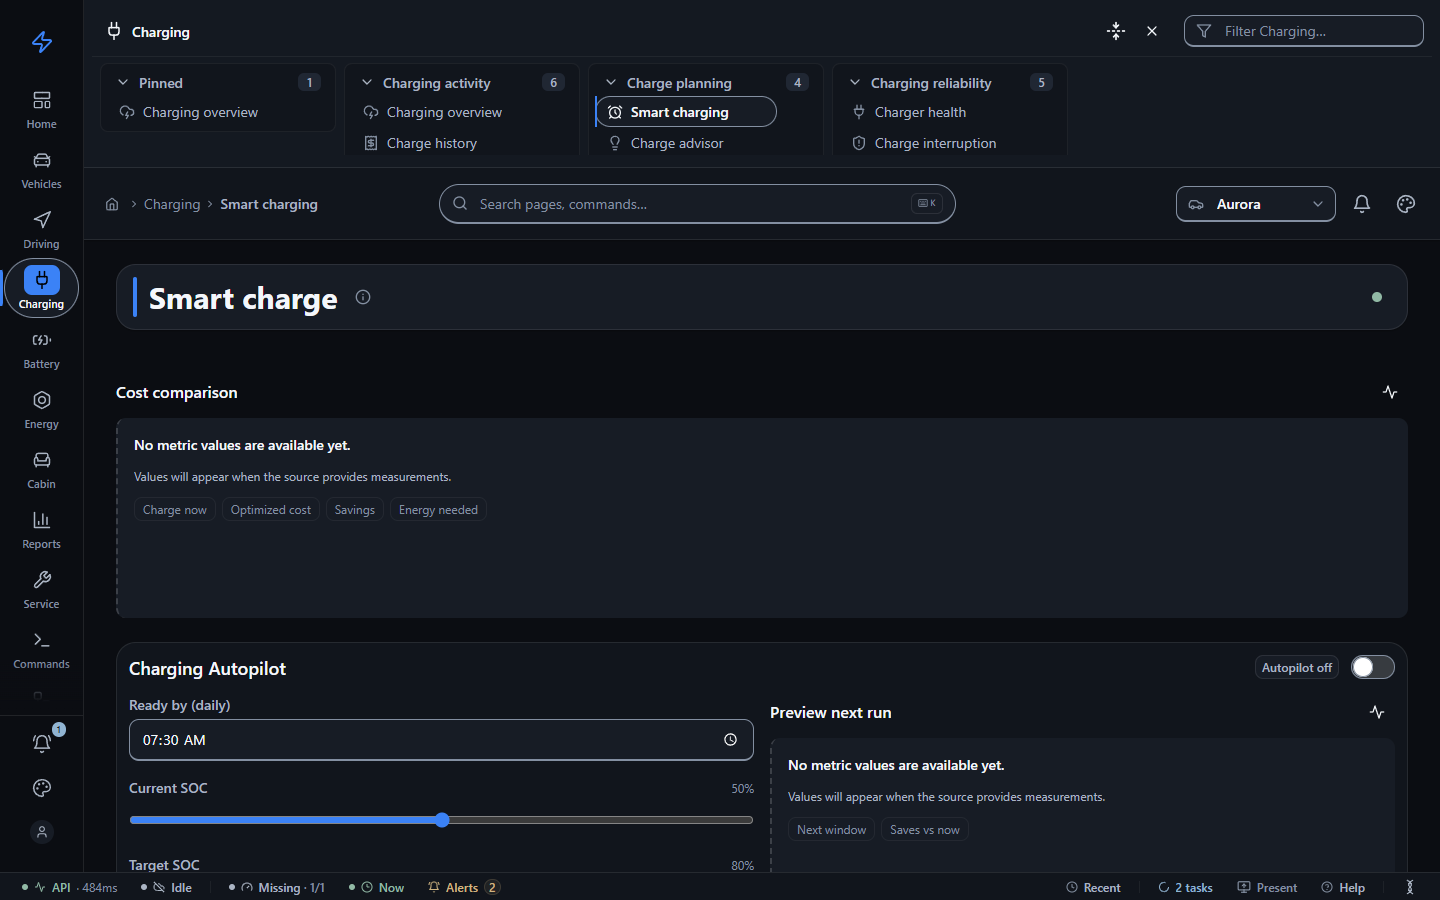 Charging
Filter Charging...
Pinned 1
Charging overview
Charging activity 6
Charging overview
Charge history
Charge planning 4
Smart charging
Charge advisor
Charging reliability 5
Charger health
Charge interruption
Home
Vehicles
Driving
Charging
Battery
Energy
Cabin
Reports
Service
Commands
1
Charging > Smart charging
Search pages, commands... K
Aurora
Smart charge
Cost comparison
No metric values are available yet.
Values will appear when the source provides measurements.
Charge now Optimized cost Savings Energy needed
Charging Autopilot
Autopilot off
Ready by (daily)
07:30 AM
Current SOC 50%
Target SOC 80%
Preview next run
No metric values are available yet.
Values will appear when the source provides measurements.
Next window Saves vs now
API · 484ms Idle Missing · 1/1 Now Alerts 2 Recent 2 tasks Present Help